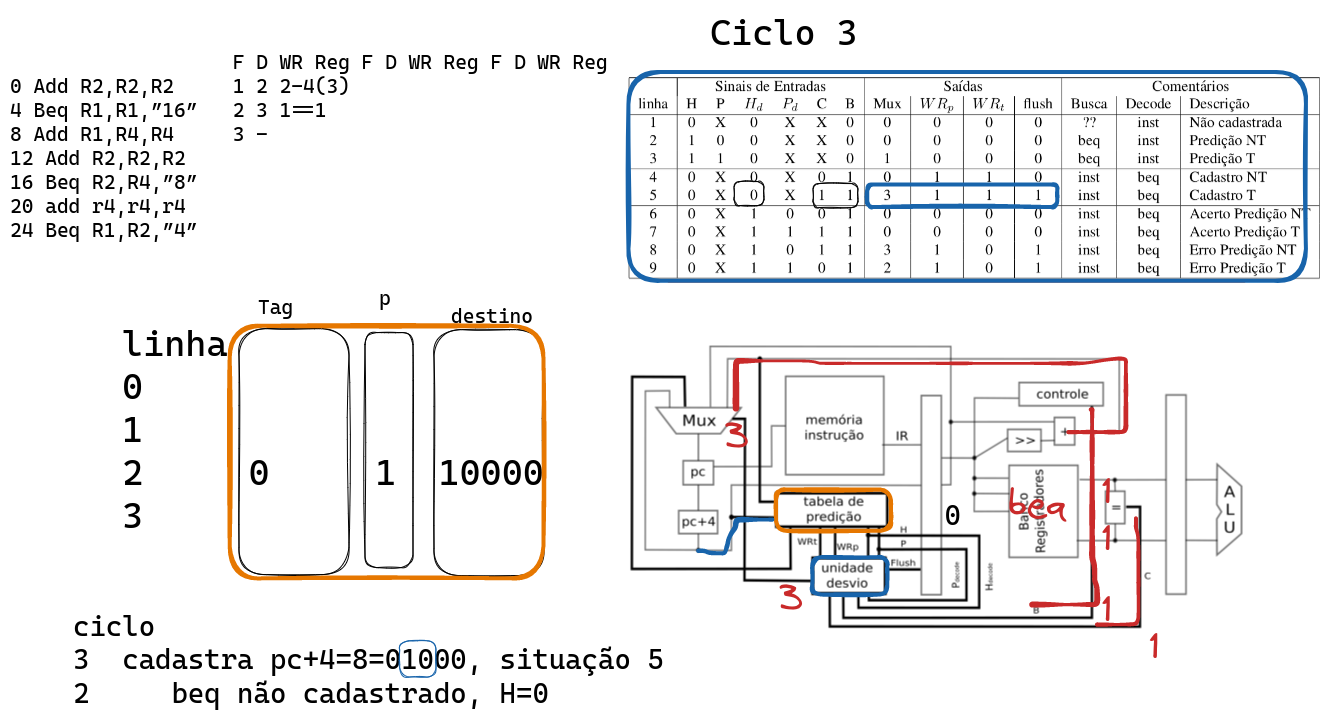 Ciclo 3
F D WR Reg F D WR Reg F D WR Reg
0 Add R2,R2,R2 1 2 2-4(3)
4 Beq R1,R1,”16” 2 3 1==1
8 Add R1,R4,R4 3 -
12 Add R2,R2,R2
16 Beq R2,R4,”8”
20 add r4,r4,r4
24 Beq R1,R2,”4”
Sinais de Entradas Saídas Comentários
linha H P H_d P_d C B Mux WR_p WR_t flush Busca Decode Descrição
1 0 X 0 X X 0 0 0 0 0 ?? inst Não cadastrada
2 1 0 0 X X 0 0 0 0 0 beq inst Predição NT
3 1 1 0 X X 0 1 0 0 0 beq inst Predição T
4 0 X 0 X 0 1 0 1 1 0 inst beq Cadastro NT
5 0 X 0 X 1 1 3 1 1 1 inst beq Cadastro T
6 0 X 1 0 0 1 0 0 0 0 inst beq Acerto Predição NT
7 0 X 1 1 1 1 0 0 0 0 inst beq Acerto Predição T
8 0 X 1 0 1 1 3 1 0 1 inst beq Erro Predição NT
9 0 X 1 1 0 1 2 1 0 1 inst beq Erro Predição T
Tag p destino
linha
0
1
2 0 1 10000
3
Mux
3
memória
instrução
IR
controle
+
>>
pc
pc+4
tabela de
predição
0
Banco
Registradores
beq
1
=
1
A
L
U
WRt
WRp
H
P
Flush
unidade
desvio
3
Pdecode
Hdecode
C
B
1
1
ciclo
3 cadastra pc+4=8=01000, situação 5
2 beq não cadastrado, H=0